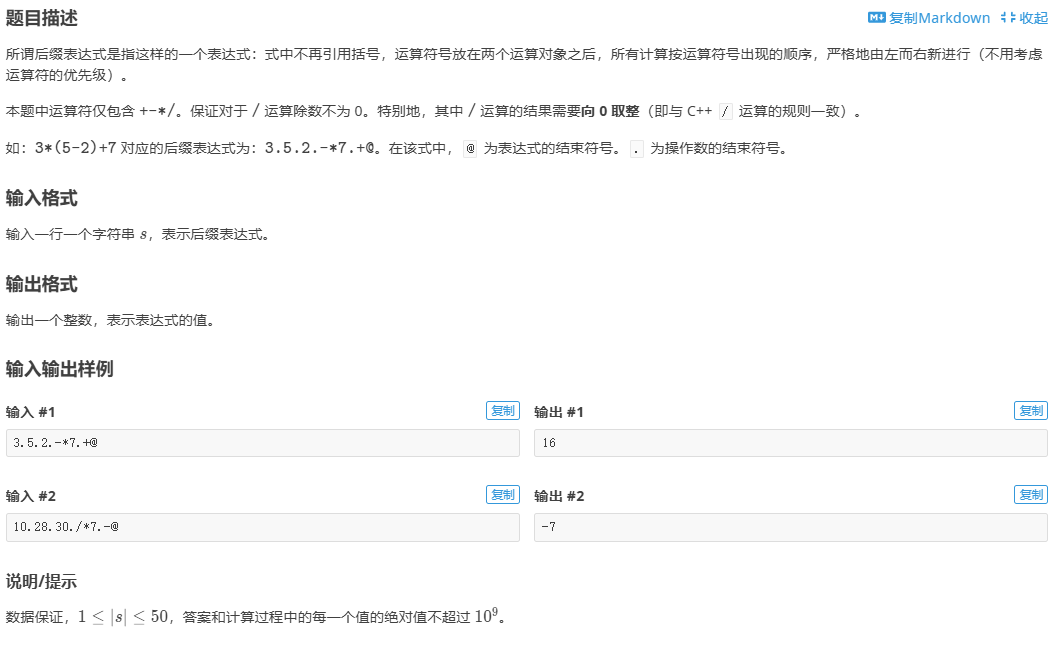 题目描述
复制Markdown 收起
所谓后缀表达式是指这样的一个表达式：式中不再引用括号，运算符号放在两个运算对象之后，所有计算按运算符号出现的顺序，严格地由左而右新进行（不用考虑
运算符的优先级）。
本题中运算符仅包含 +-*/。保证对于 / 运算除数不为 0。特别地，其中 / 运算的结果需要向 0 取整（即与 C++ / 运算的规则一致）。
如：3*(5-2)+7 对应的后缀表达式为：3.5.2.-*7.+@。在该式中， @ 为表达式的结束符号。 . 为操作数的结束符号。
输入格式
输入一行一个字符串 s，表示后缀表达式。
输出格式
输出一个整数，表示表达式的值。
输入输出样例
输入 #1 复制 输出 #1 复制
3.5.2.-*7.+@ 16
输入 #2 复制 输出 #2 复制
10.28.30./*7.-@ -7
说明/提示
数据保证，1 ≤ |s| ≤ 50，答案和计算过程中的每一个值的绝对值不超过 10⁹。